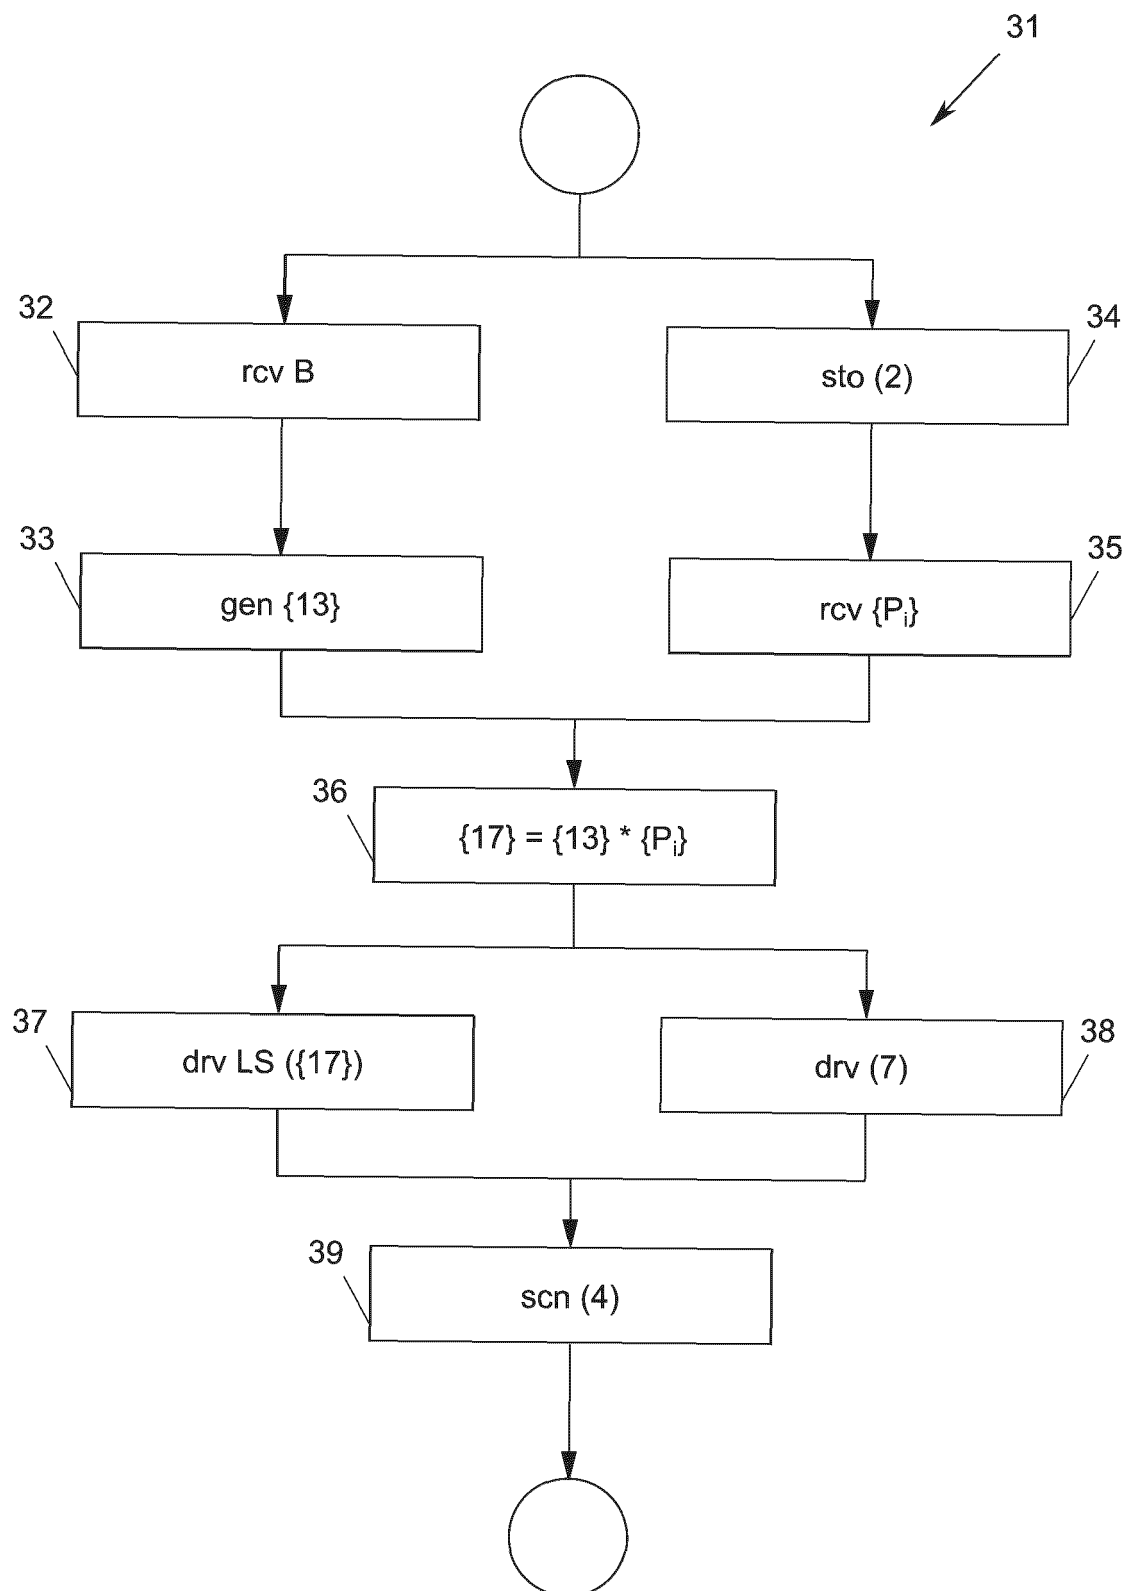 31
32
rcv B
34
sto (2)
33
gen {13}
35
rcv {Pi}
36
{17} = {13} * {Pi}
37
drv LS ({17})
38
drv (7)
39
scn (4)